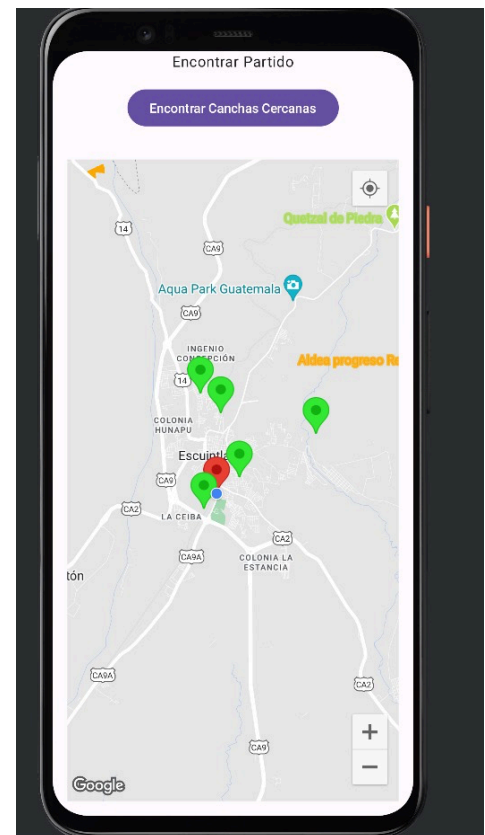 Encontrar Partido
Encontrar Canchas Cercanas
14
Quetzal de Piedra
CA9
Aqua Park Guatemala
CA9
INGENIO
CONCEPCIÓN
Aldea progreso Re
14
COLONIA
HUNAPU
Escuintla
CA9
CA2
LA CEIBA
CA2
CA9A
COLONIA LA
ESTANCIA
tón
CA9A
CA2
CA9
+
−
Google